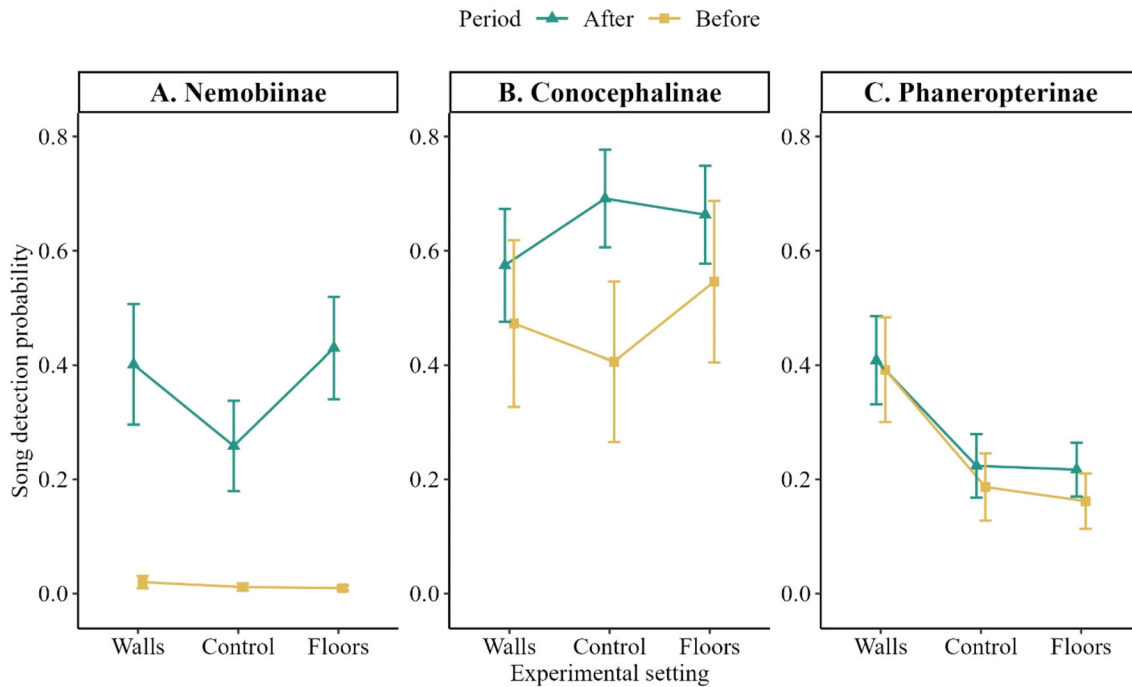 Period After Before
A. Nemobiinae B. Conocephalinae C. Phaneropterinae
Song detection probability
0.8 0.8 0.8
0.6 0.6 0.6
0.4 0.4 0.4
0.2 0.2 0.2
0.0 0.0 0.0
Walls Control Floors Walls Control Floors Walls Control Floors
Experimental setting